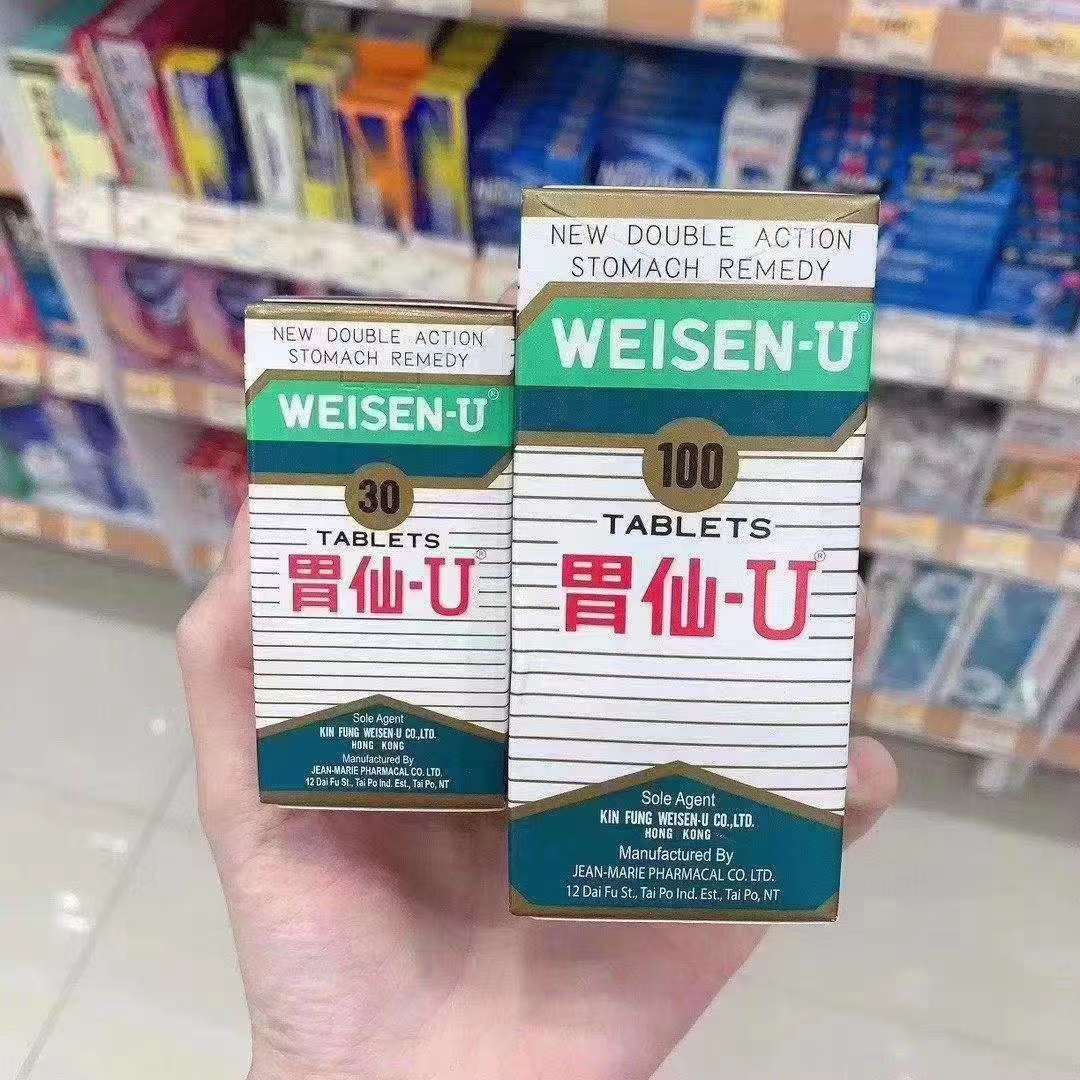 NEW DOUBLE ACTION
STOMACH REMEDY
WEISEN-U®
30
TABLETS
胃仙-U®
Sole Agent
KIN FUNG WEISEN-U CO.,LTD.
HONG KONG
Manufactured By
JEAN-MARIE PHARMACAL CO. LTD.
12 Dai Fu St., Tai Po Ind. Est., Tai Po, NT
NEW DOUBLE ACTION
STOMACH REMEDY
WEISEN-U®
100
TABLETS
胃仙-U®
Sole Agent
KIN FUNG WEISEN-U CO.,LTD.
HONG KONG
Manufactured By
JEAN-MARIE PHARMACAL CO. LTD.
12 Dai Fu St., Tai Po Ind. Est., Tai Po, NT